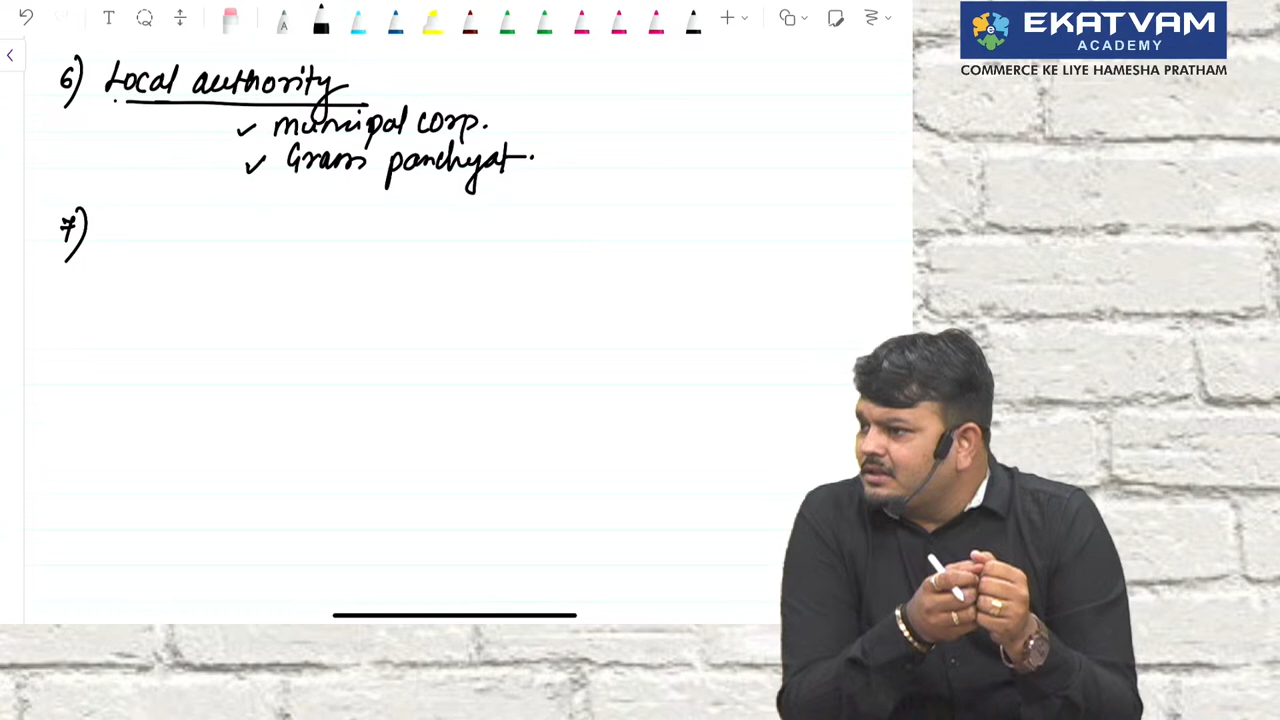 EKATVAM
ACADEMY
COMMERCE KE LIYE HAMESHA PRATHAM
6) Local authority
✓ municipal corp.
✓ Gram panchyat.
7)